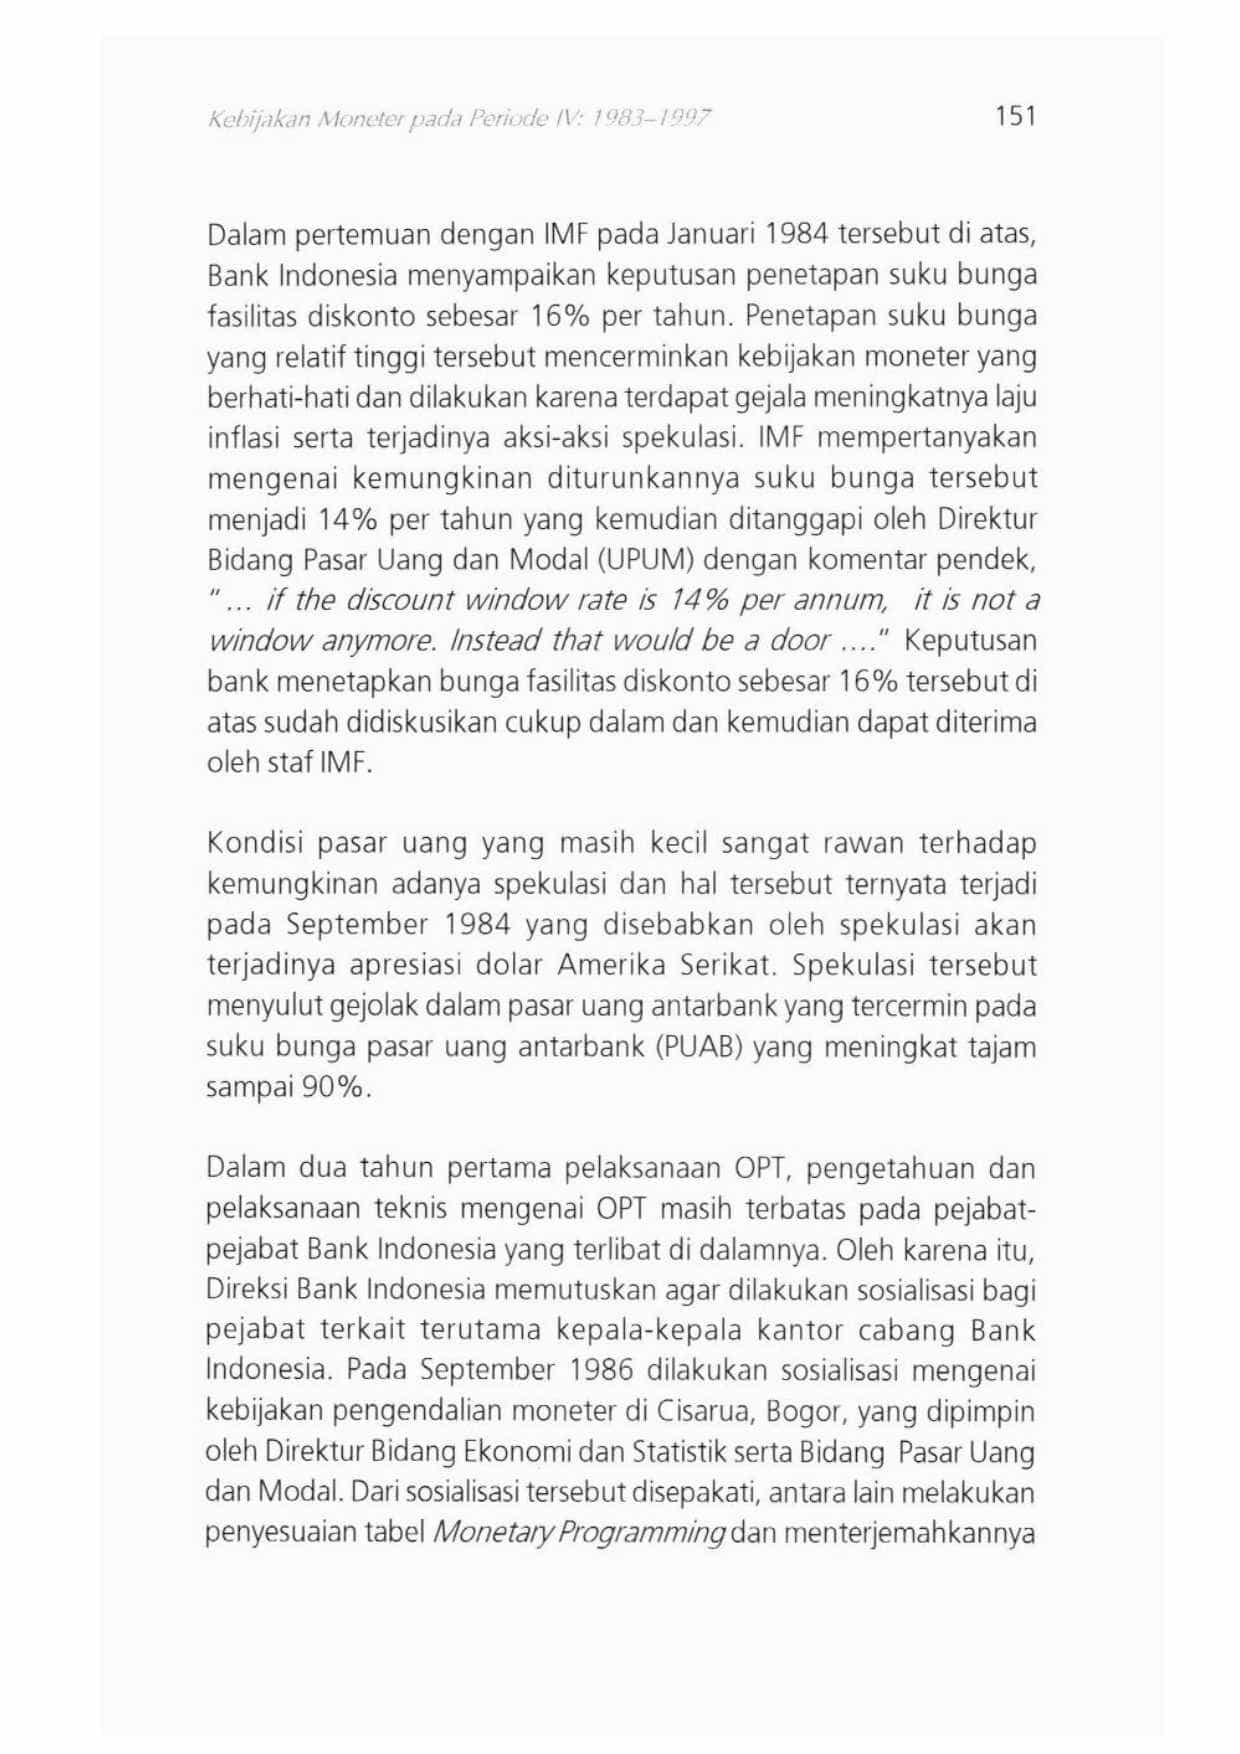 Kebijakan Moneter pada Periode IV: 1983–1997 151
Dalam pertemuan dengan IMF pada Januari 1984 tersebut di atas,
Bank Indonesia menyampaikan keputusan penetapan suku bunga
fasilitas diskonto sebesar 16% per tahun. Penetapan suku bunga
yang relatif tinggi tersebut mencerminkan kebijakan moneter yang
berhati-hati dan dilakukan karena terdapat gejala meningkatnya laju
inflasi serta terjadinya aksi-aksi spekulasi. IMF mempertanyakan
mengenai kemungkinan diturunkannya suku bunga tersebut
menjadi 14% per tahun yang kemudian ditanggapi oleh Direktur
Bidang Pasar Uang dan Modal (UPUM) dengan komentar pendek,
"... if the discount window rate is 14% per annum, it is not a
window anymore. Instead that would be a door ...." Keputusan
bank menetapkan bunga fasilitas diskonto sebesar 16% tersebut di
atas sudah didiskusikan cukup dalam dan kemudian dapat diterima
oleh staf IMF.
Kondisi pasar uang yang masih kecil sangat rawan terhadap
kemungkinan adanya spekulasi dan hal tersebut ternyata terjadi
pada September 1984 yang disebabkan oleh spekulasi akan
terjadinya apresiasi dolar Amerika Serikat. Spekulasi tersebut
menyulut gejolak dalam pasar uang antarbank yang tercermin pada
suku bunga pasar uang antarbank (PUAB) yang meningkat tajam
sampai 90%.
Dalam dua tahun pertama pelaksanaan OPT, pengetahuan dan
pelaksanaan teknis mengenai OPT masih terbatas pada pejabat-
pejabat Bank Indonesia yang terlibat di dalamnya. Oleh karena itu,
Direksi Bank Indonesia memutuskan agar dilakukan sosialisasi bagi
pejabat terkait terutama kepala-kepala kantor cabang Bank
Indonesia. Pada September 1986 dilakukan sosialisasi mengenai
kebijakan pengendalian moneter di Cisarua, Bogor, yang dipimpin
oleh Direktur Bidang Ekonomi dan Statistik serta Bidang Pasar Uang
dan Modal. Dari sosialisasi tersebut disepakati, antara lain melakukan
penyesuaian tabel Monetary Programming dan menterjemahkannya